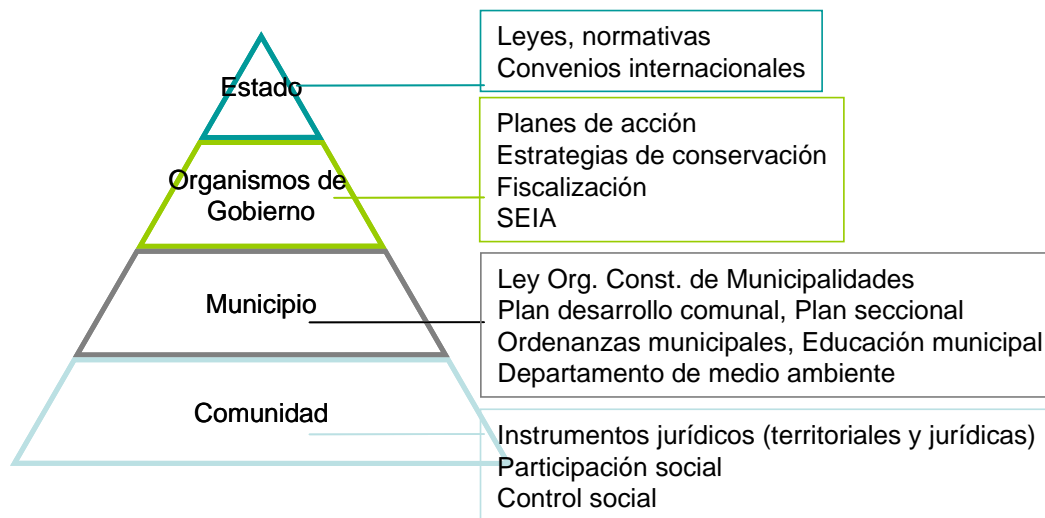 Estado
Leyes, normativas
Convenios internacionales
Organismos de
Gobierno
Planes de acción
Estrategias de conservación
Fiscalización
SEIA
Municipio
Ley Org. Const. de Municipalidades
Plan desarrollo comunal, Plan seccional
Ordenanzas municipales, Educación municipal
Departamento de medio ambiente
Comunidad
Instrumentos jurídicos (territoriales y jurídicas)
Participación social
Control social